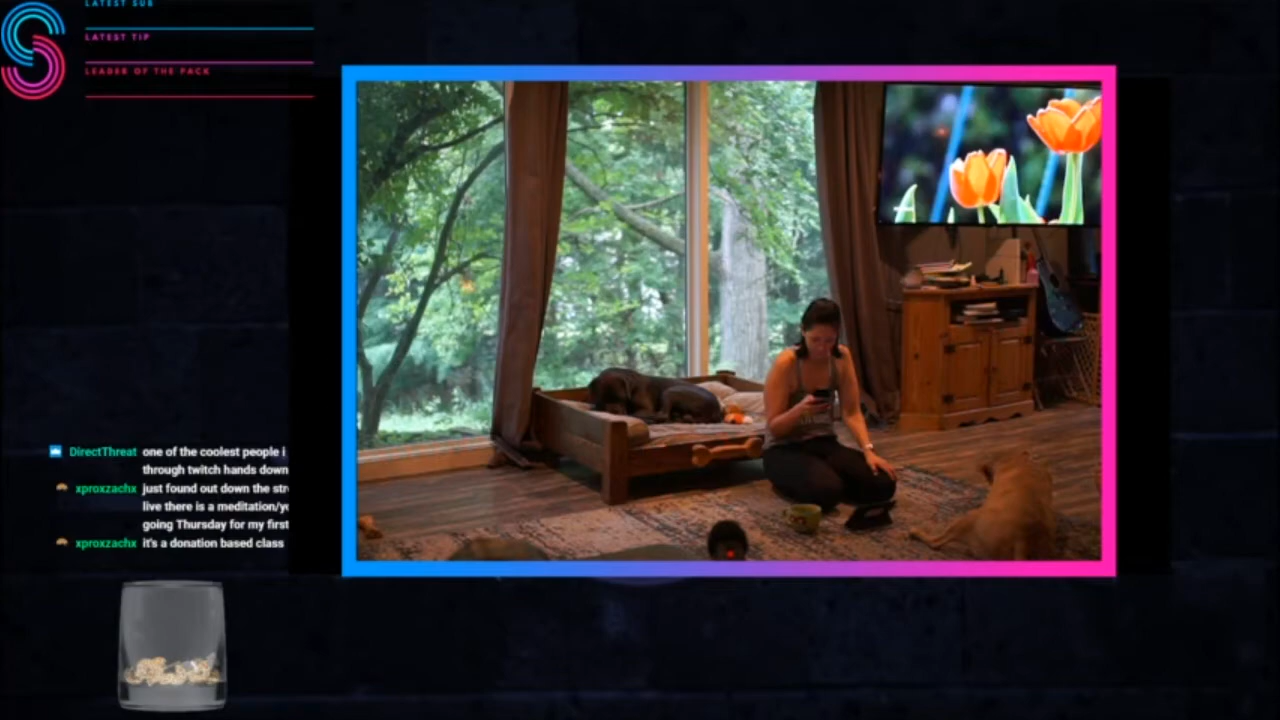 LATEST SUB
LATEST TIP
LEADER OF THE PACK
DirectThreat one of the coolest people i
through twitch hands down
xproxzachx just found out down the
live there is a
going Thursday for my first
xproxzachx it's a donation based class